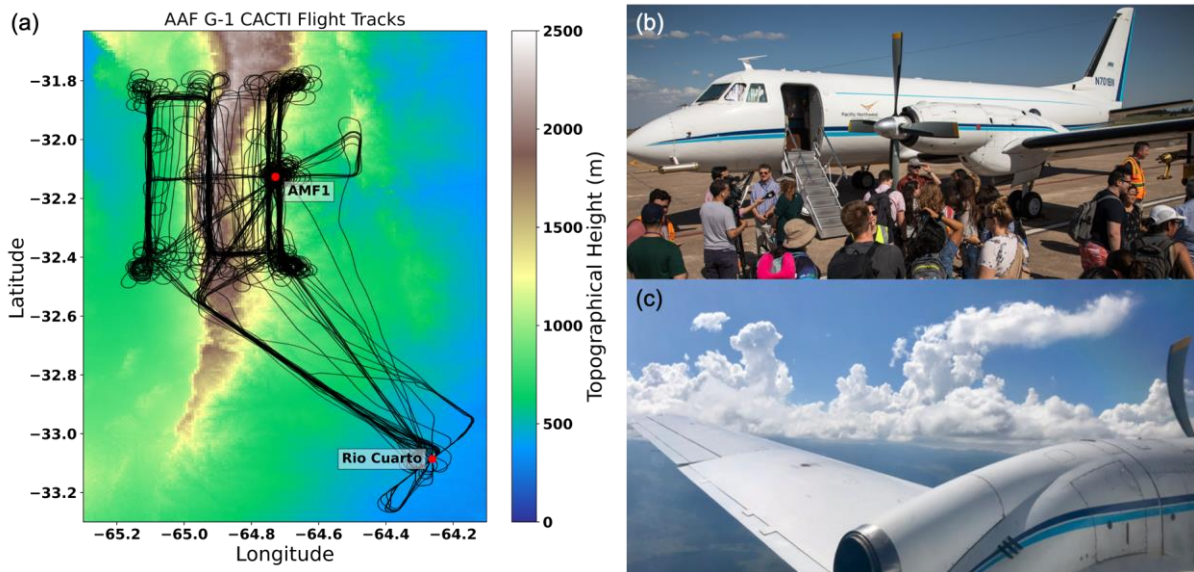 (a)
AAF G-1 CACTI Flight Tracks
Latitude
−31.8
−32.0
−32.2
−32.4
−32.6
−32.8
−33.0
−33.2
AMF1
Rio Cuarto
−65.2
−65.0
−64.8
−64.6
−64.4
−64.2
Longitude
2500
2000
1500
1000
500
0
Topographical Height (m)
(b)
Pacific Northwest
N701BN
(c)